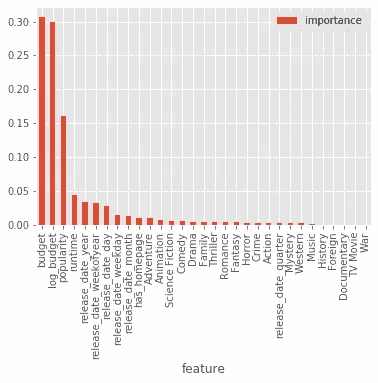 importance
0.30
0.25
0.20
0.15
0.10
0.05
0.00
budget
log_budget
popularity
runtime
release_date_year
release_date_weekofyear
release_date_day
release_date_weekday
release_date_month
has_homepage
Adventure
Animation
Science Fiction
Comedy
Drama
Family
Thriller
Romance
Fantasy
Horror
Crime
Action
release_date_quarter
Mystery
Western
Music
History
Foreign
Documentary
TV Movie
War
feature